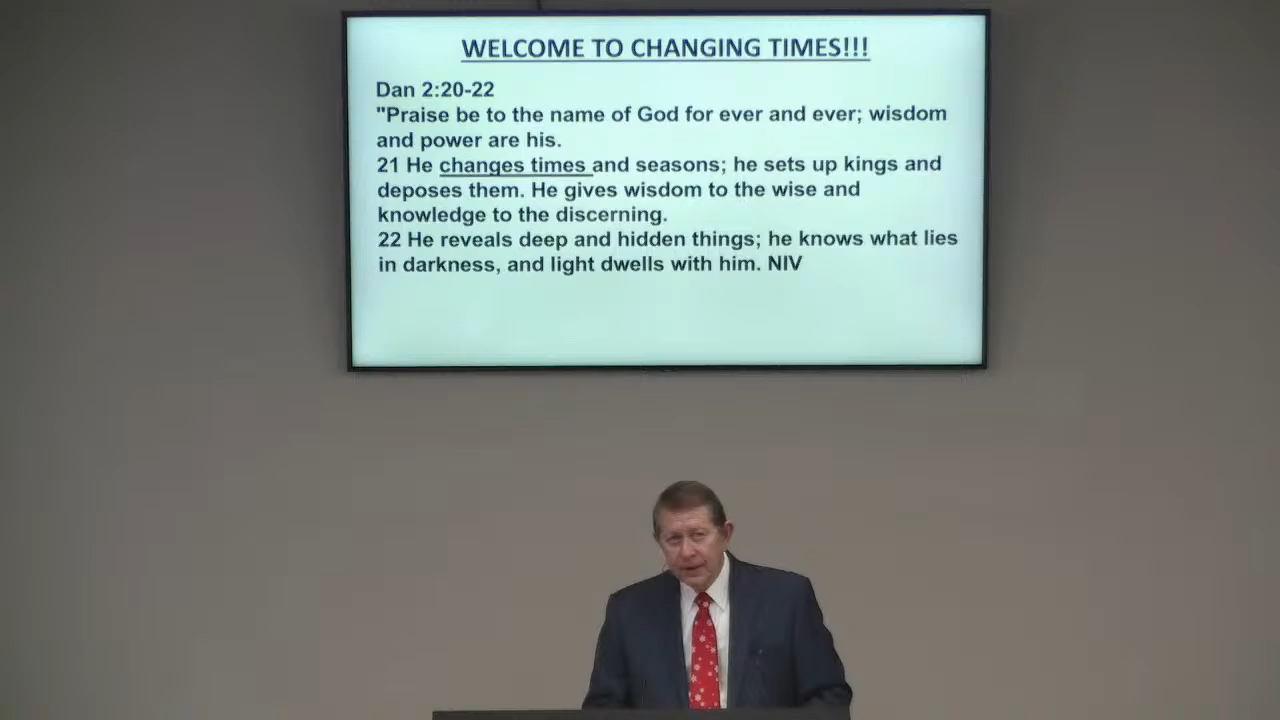 WELCOME TO CHANGING TIMES!!!
Dan 2:20-22
"Praise be to the name of God for ever and ever; wisdom
and power are his.
21 He changes times and seasons; he sets up kings and
deposes them. He gives wisdom to the wise and
knowledge to the discerning.
22 He reveals deep and hidden things; he knows what lies
in darkness, and light dwells with him. NIV